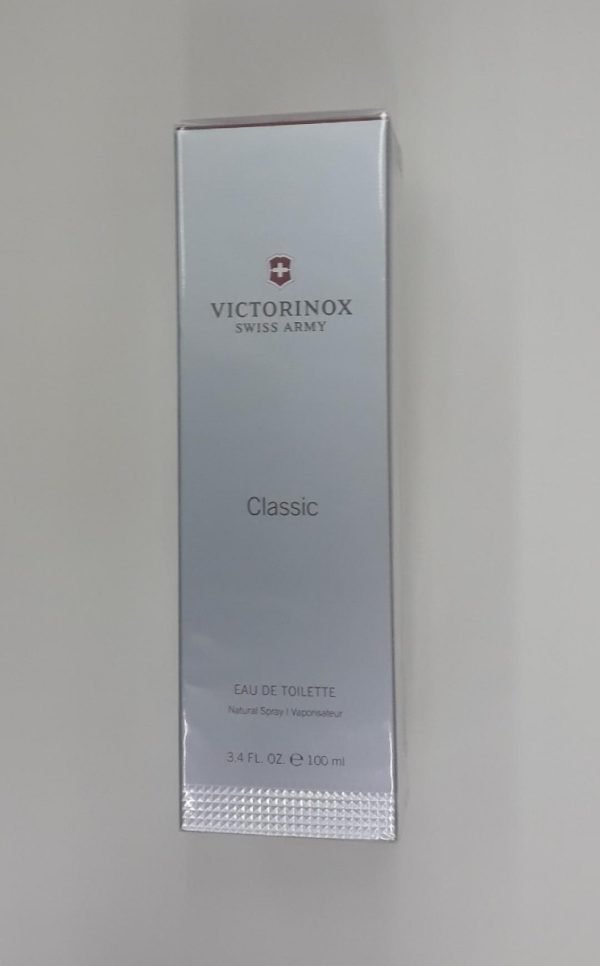 VICTORINOX
SWISS ARMY
Classic
EAU DE TOILETTE
Natural Spray | Vaporisateur
3.4 FL. OZ. ℮ 100 ml